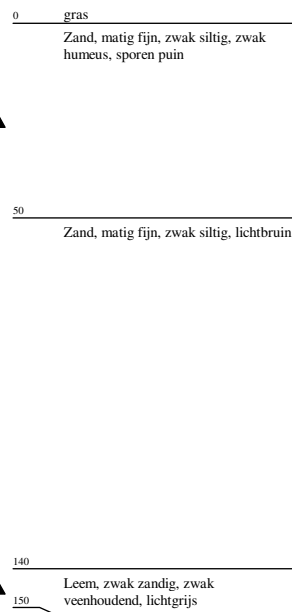 0 gras
Zand, matig fijn, zwak siltig, zwak
humeus, sporen puin
50
Zand, matig fijn, zwak siltig, lichtbruin
140
Leem, zwak zandig, zwak
150 veenhoudend, lichtgrijs